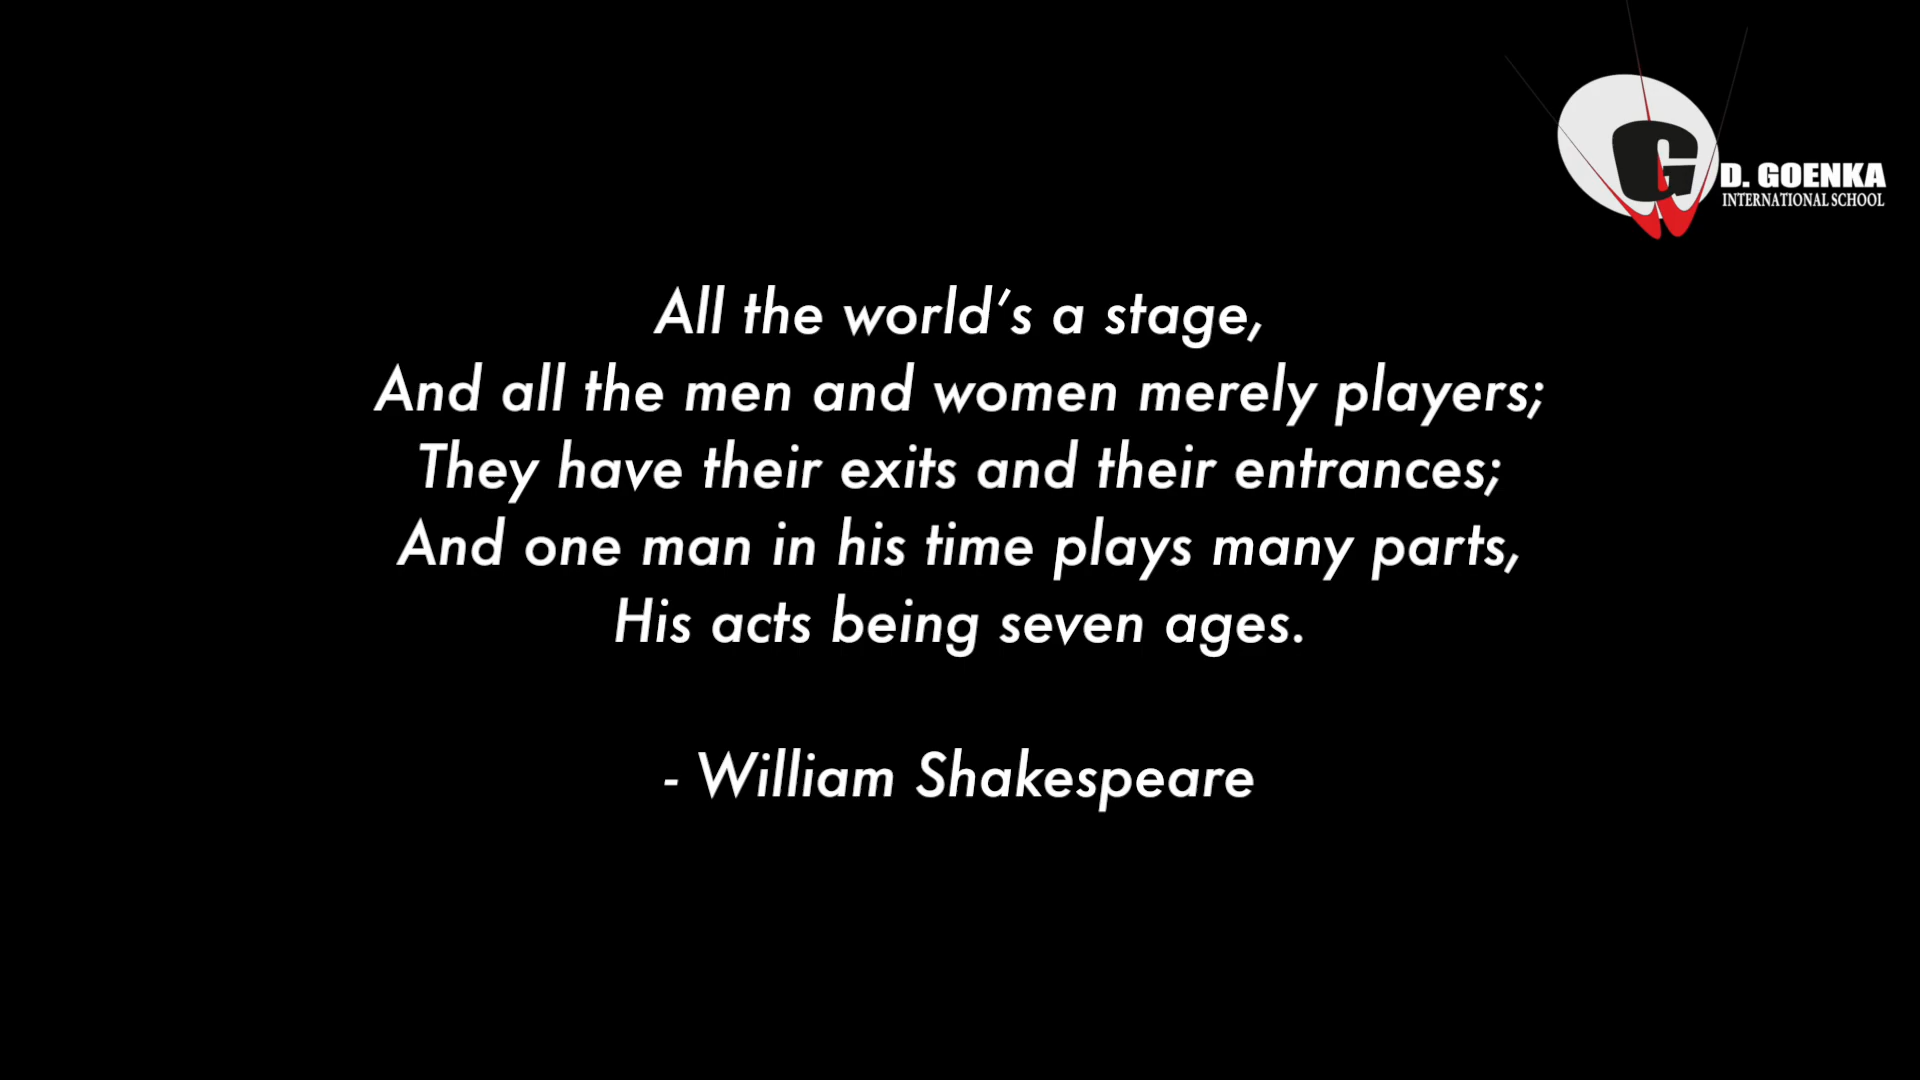 G D. GOENKA
INTERNATIONAL SCHOOL
All the world’s a stage,
And all the men and women merely players;
They have their exits and their entrances;
And one man in his time plays many parts,
His acts being seven ages.
- William Shakespeare